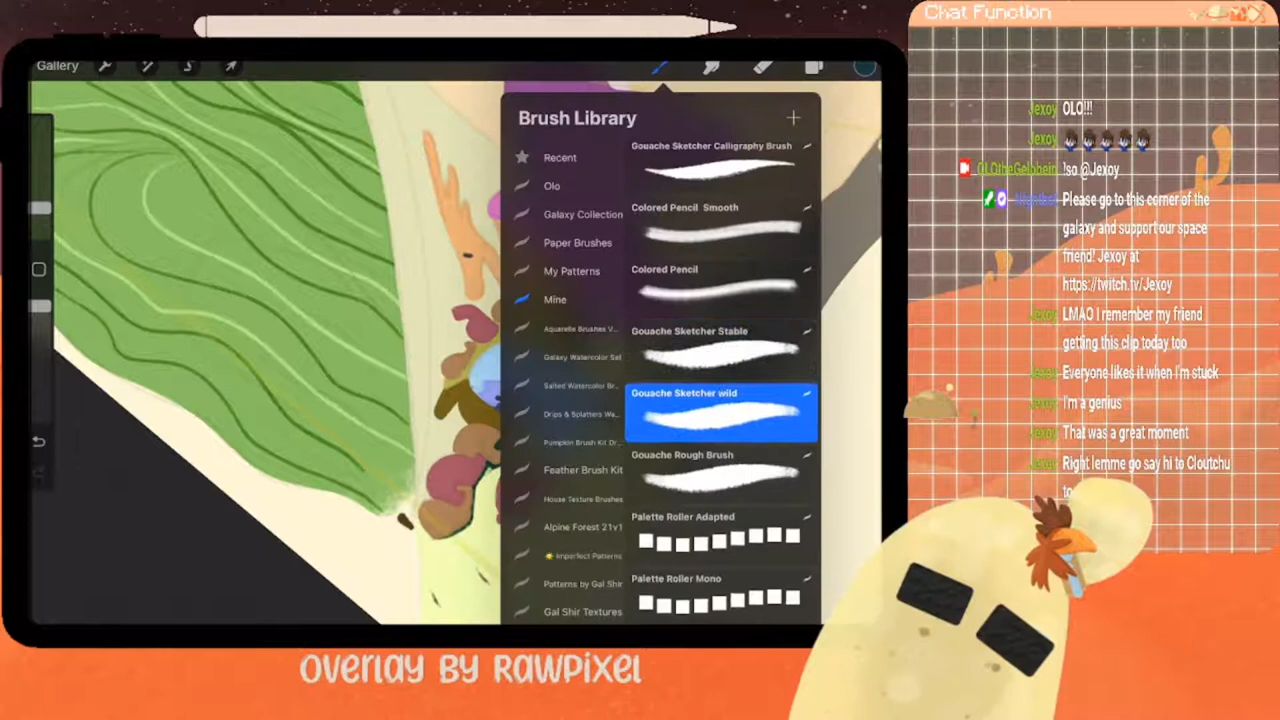 Gallery
Brush Library
Recent
Olo
Galaxy Collection
Paper Brushes
My Patterns
Mine
Aquarelle Brushes V...
Galaxy Watercolor Set
Salted Watercolor Br...
Drips & Splatters Wa...
Pumpkin Brush Kit Dr...
Feather Brush Kit
House Texture Brushes
Alpine Forest 21v1
Imperfect Patterns
Patterns by Gal Shir
Gal Shir Textures
Gouache Sketcher Calligraphy Brush
Colored Pencil Smooth
Colored Pencil
Gouache Sketcher Stable
Gouache Sketcher wild
Gouache Rough Brush
Palette Roller Adapted
Palette Roller Mono
Chat Function
Jexoy OLO!!!
Jexoy
!so @Jexoy
Please go to this corner of the
galaxy and support our space
friend! Jexoy at
https://twitch.tv/Jexoy
Jexoy LMAO I remember my friend
getting this clip today too
Jexoy Everyone likes it when I'm stuck
Jexoy I'm a genius
Jexoy That was a great moment
Jexoy Right lemme go say hi to Cloutchu
OVERLAY BY RAWPIXEL